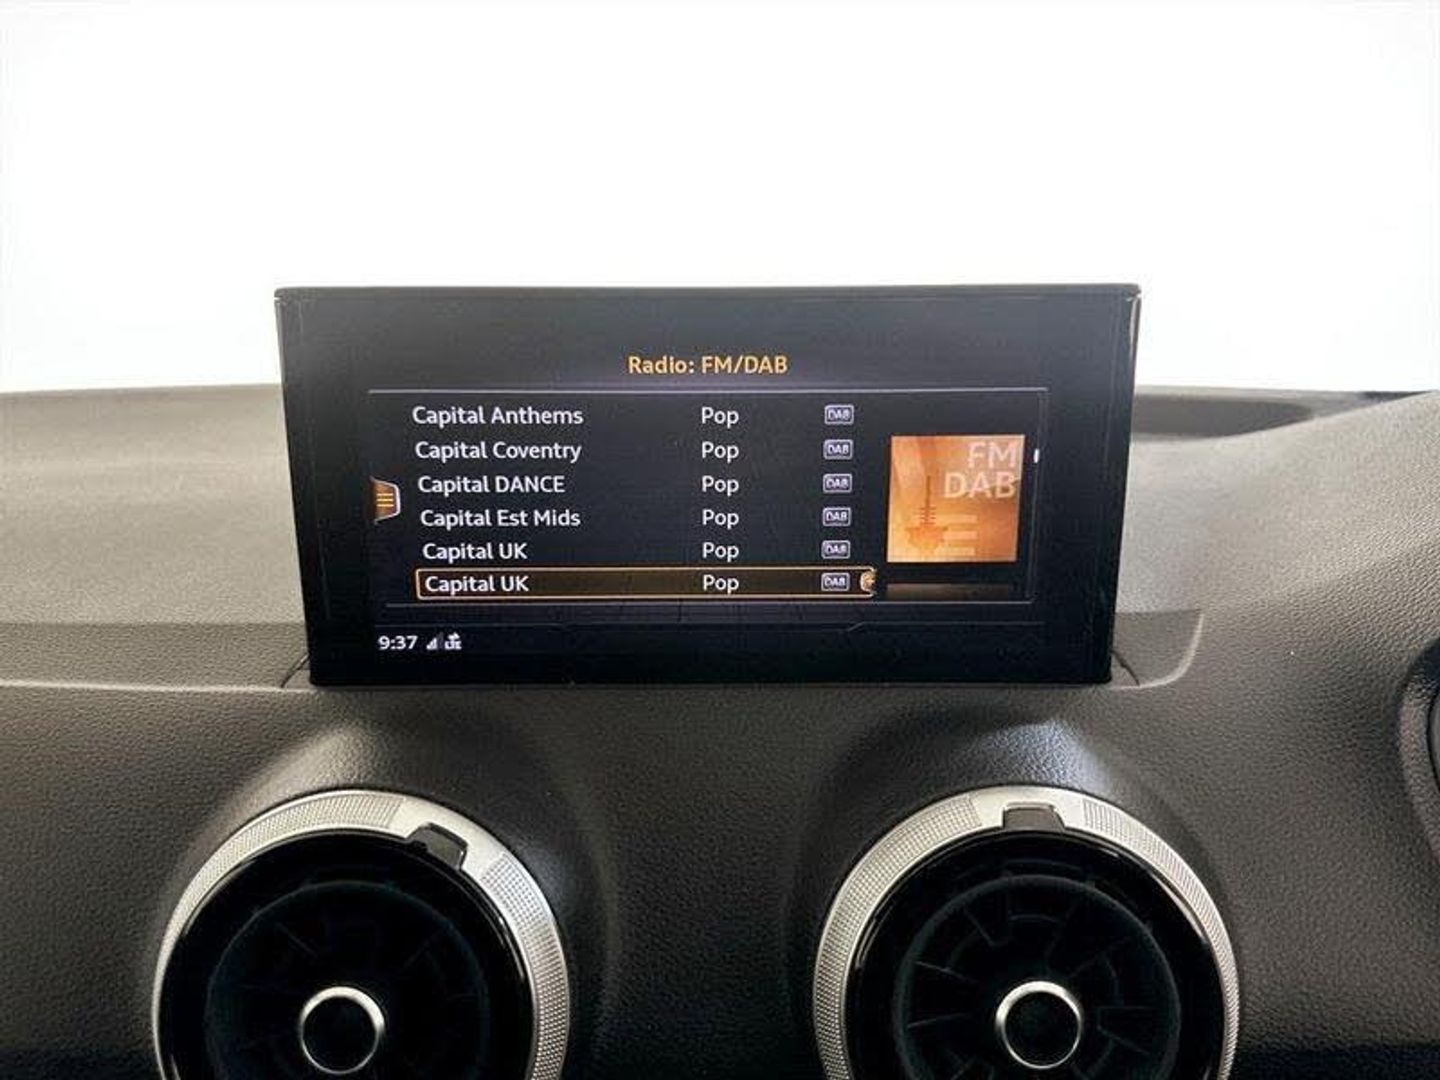 Radio: FM/DAB
Capital Anthems Pop DAB
Capital Coventry Pop DAB
Capital DANCE Pop DAB
Capital Est Mids Pop DAB
Capital UK Pop DAB
Capital UK Pop DAB
FM
DAB
9:37 LTE